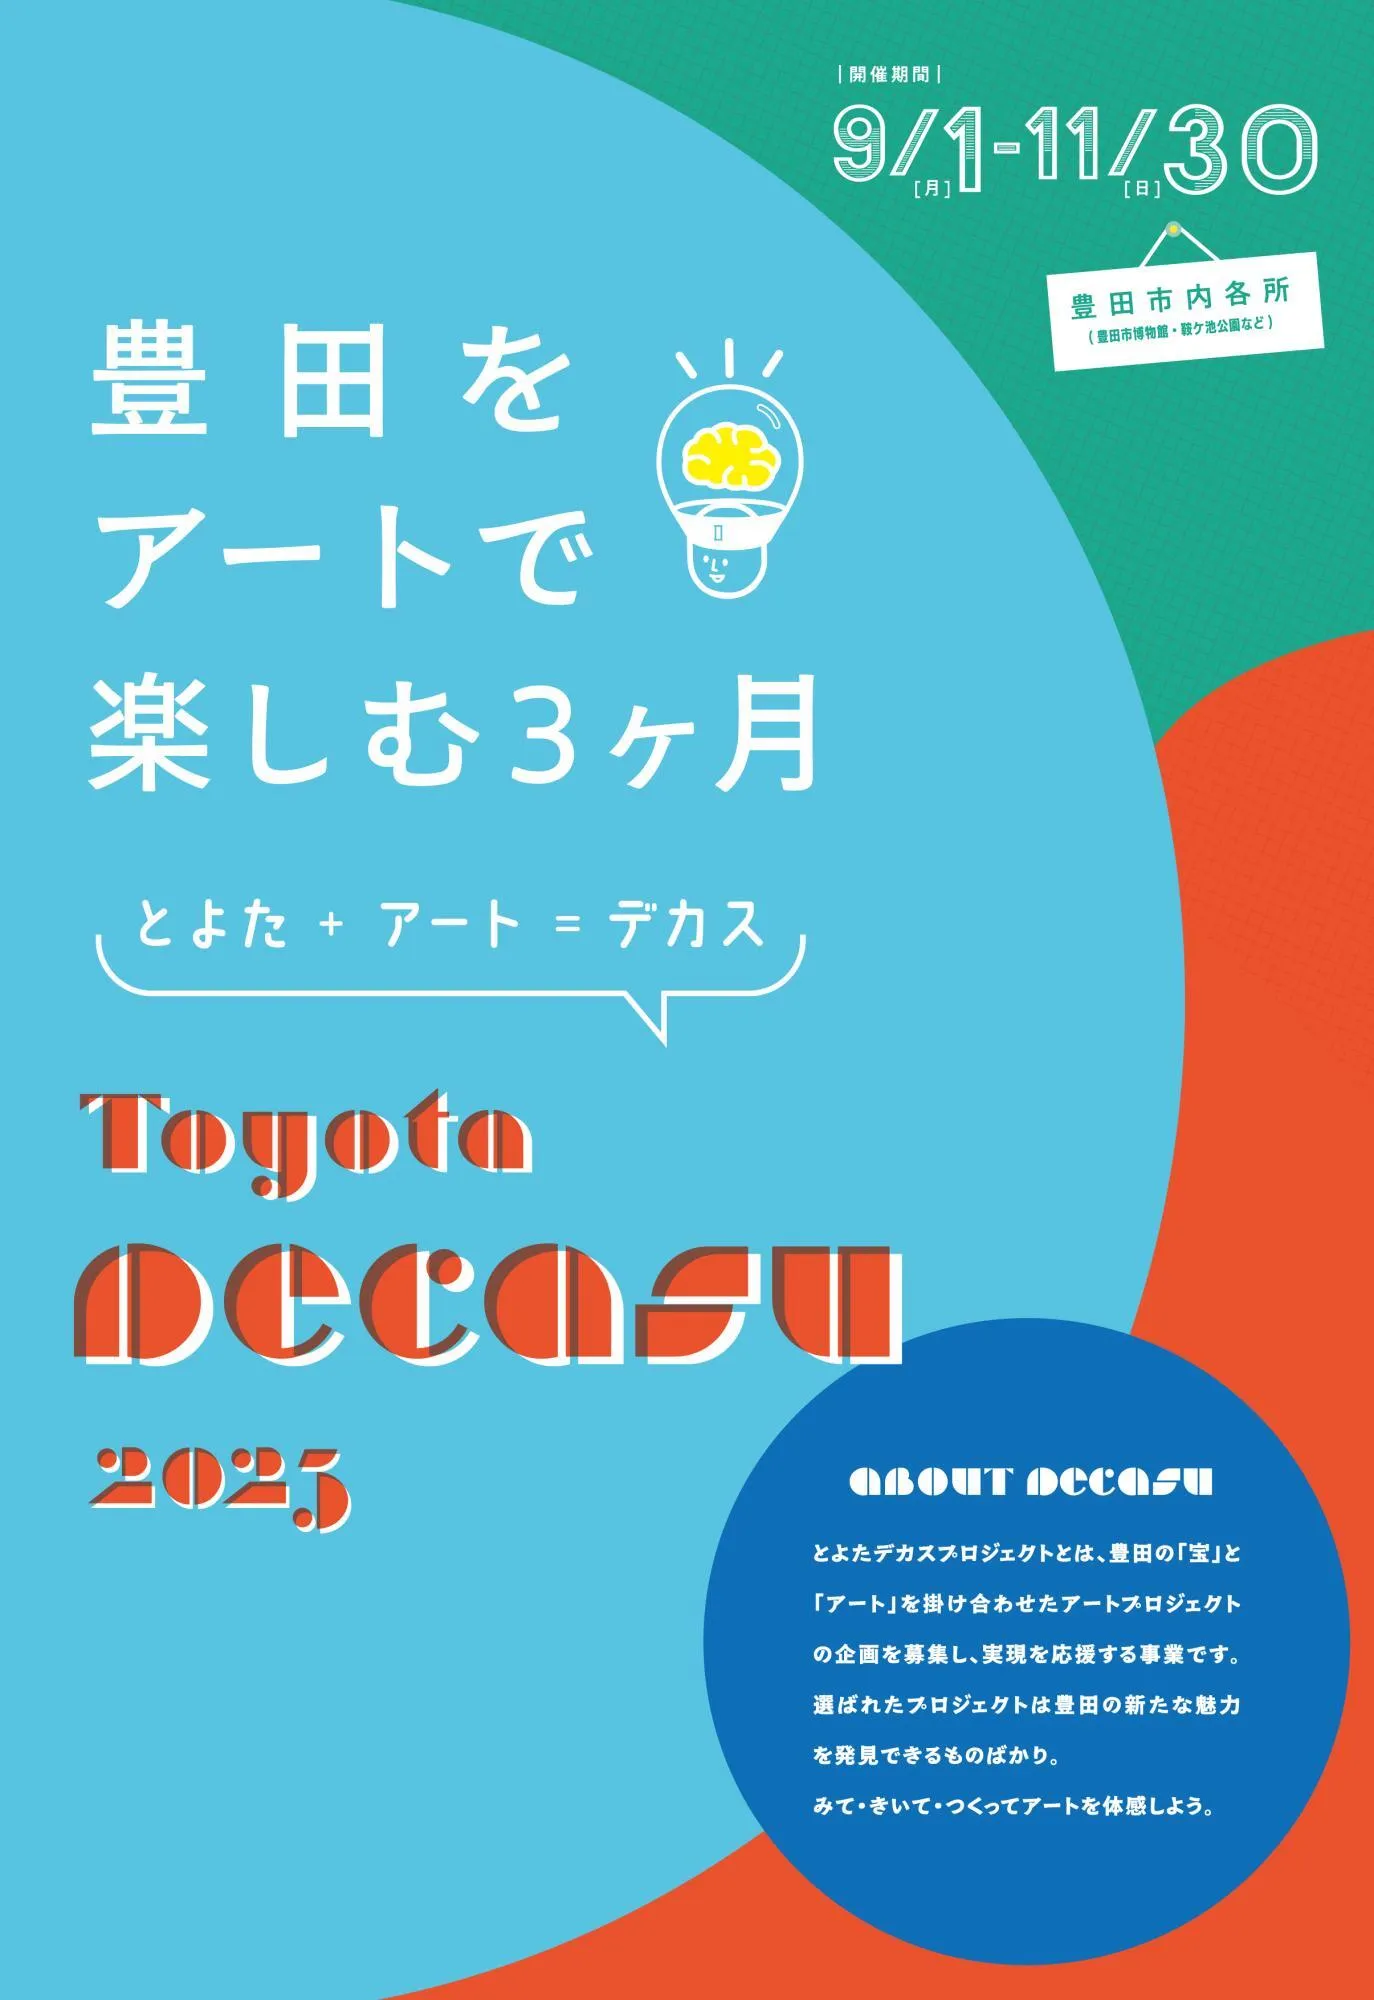 |開催期間|
9/1[月]-11/30[日]
豊田市内各所
(豊田市博物館・鞍ケ池公園など)
豊田を
アートで
楽しむ3ヶ月
とよた + アート = デカス
Toyota
Decasu
2025
ABOUT Decasu
とよたデカスプロジェクトとは、豊田の「宝」と
「アート」を掛け合わせたアートプロジェクト
の企画を募集し、実現を応援する事業です。
選ばれたプロジェクトは豊田の新たな魅力
を発見できるものばかり。
みて・きいて・つくってアートを体感しよう。